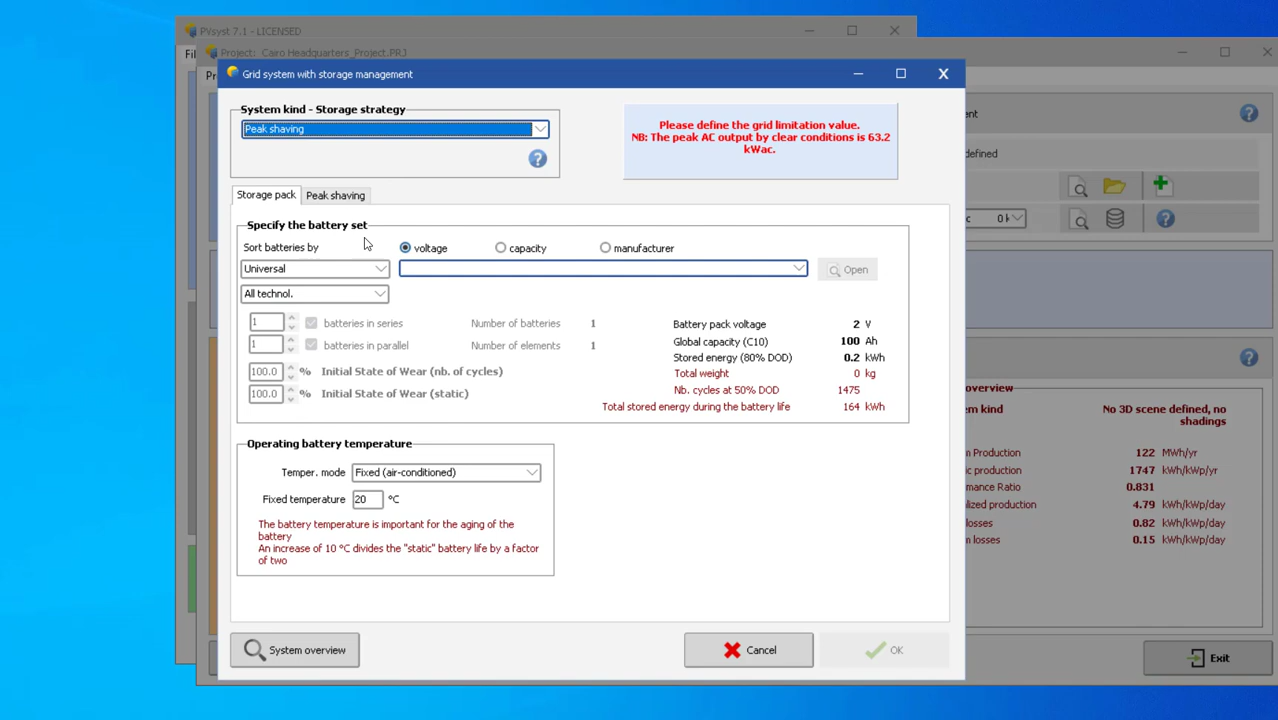 PVsyst 7.1 - LICENSED
Fil
Project: Cairo Headquarters_Project.PRJ
Pr
Grid system with storage management
System kind - Storage strategy
Peak shaving
Please define the grid limitation value.
NB: The peak AC output by clear conditions is 63.2
kWac.
Storage pack
Peak shaving
Specify the battery set
Sort batteries by
voltage
capacity
manufacturer
Universal
Open
All technol.
1
batteries in series
Number of batteries 1
1
batteries in parallel
Number of elements 1
100.0 % Initial State of Wear (nb. of cycles)
100.0 % Initial State of Wear (static)
Battery pack voltage 2 V
Global capacity (C10) 100 Ah
Stored energy (80% DOD) 0.2 kWh
Total weight 0 kg
Nb. cycles at 50% DOD 1475
Total stored energy during the battery life 164 kWh
Operating battery temperature
Temper. mode
Fixed (air-conditioned)
Fixed temperature 20 °C
The battery temperature is important for the aging of the
battery
An increase of 10 °C divides the "static" battery life by a factor
of two
System overview
Cancel
OK
ent
defined
c
overview
em kind
No 3D scene defined, no
shadings
m Production 122 MWh/yr
ic production 1747 kWh/kWp/yr
rmance Ratio 0.831
alized production 4.79 kWh/kWp/day
losses 0.82 kWh/kWp/day
m losses 0.15 kWh/kWp/day
Exit